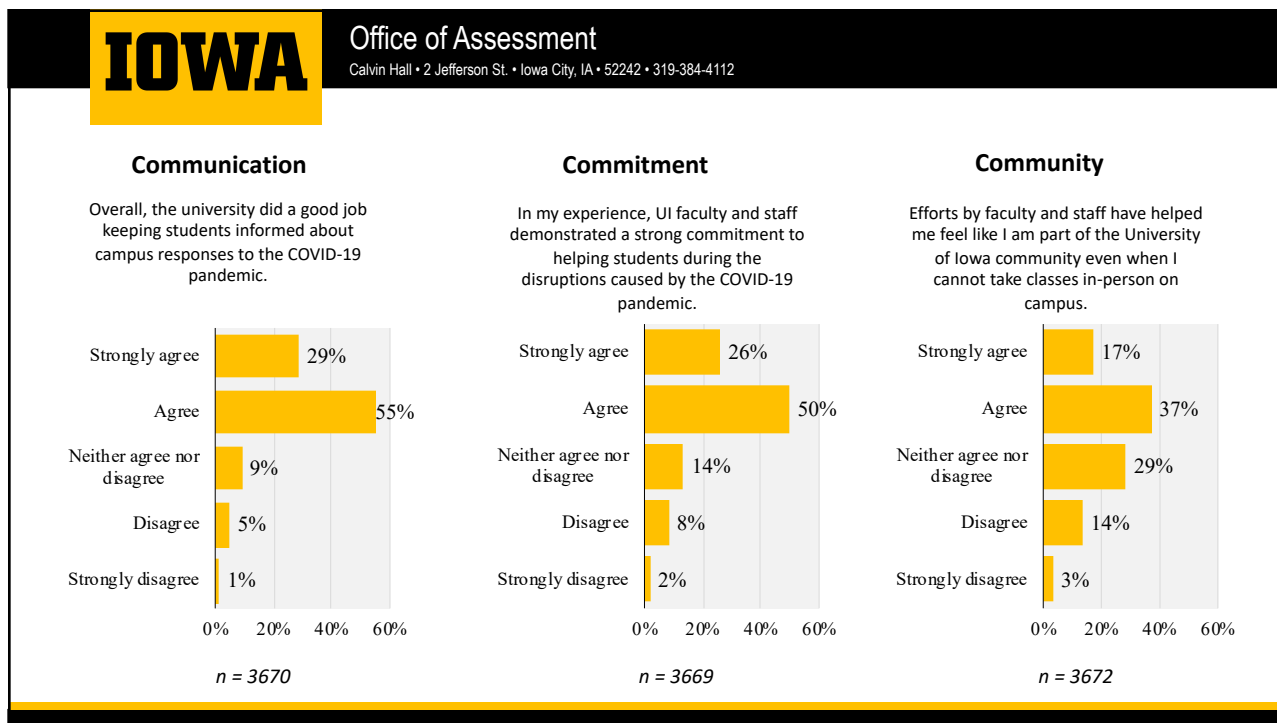 IOWA
Office of Assessment
Calvin Hall • 2 Jefferson St. • Iowa City, IA • 52242 • 319-384-4112
Communication
Overall, the university did a good job
keeping students informed about
campus responses to the COVID-19
pandemic.
Strongly agree
29%
Agree
55%
Neither agree nor
disagree
9%
Disagree
5%
Strongly disagree
1%
0% 20% 40% 60%
n = 3670
Commitment
In my experience, UI faculty and staff
demonstrated a strong commitment to
helping students during the
disruptions caused by the COVID-19
pandemic.
Strongly agree
26%
Agree
50%
Neither agree nor
disagree
14%
Disagree
8%
Strongly disagree
2%
0% 20% 40% 60%
n = 3669
Community
Efforts by faculty and staff have helped
me feel like I am part of the University
of Iowa community even when I
cannot take classes in-person on
campus.
Strongly agree
17%
Agree
37%
Neither agree nor
disagree
29%
Disagree
14%
Strongly disagree
3%
0% 20% 40% 60%
n = 3672